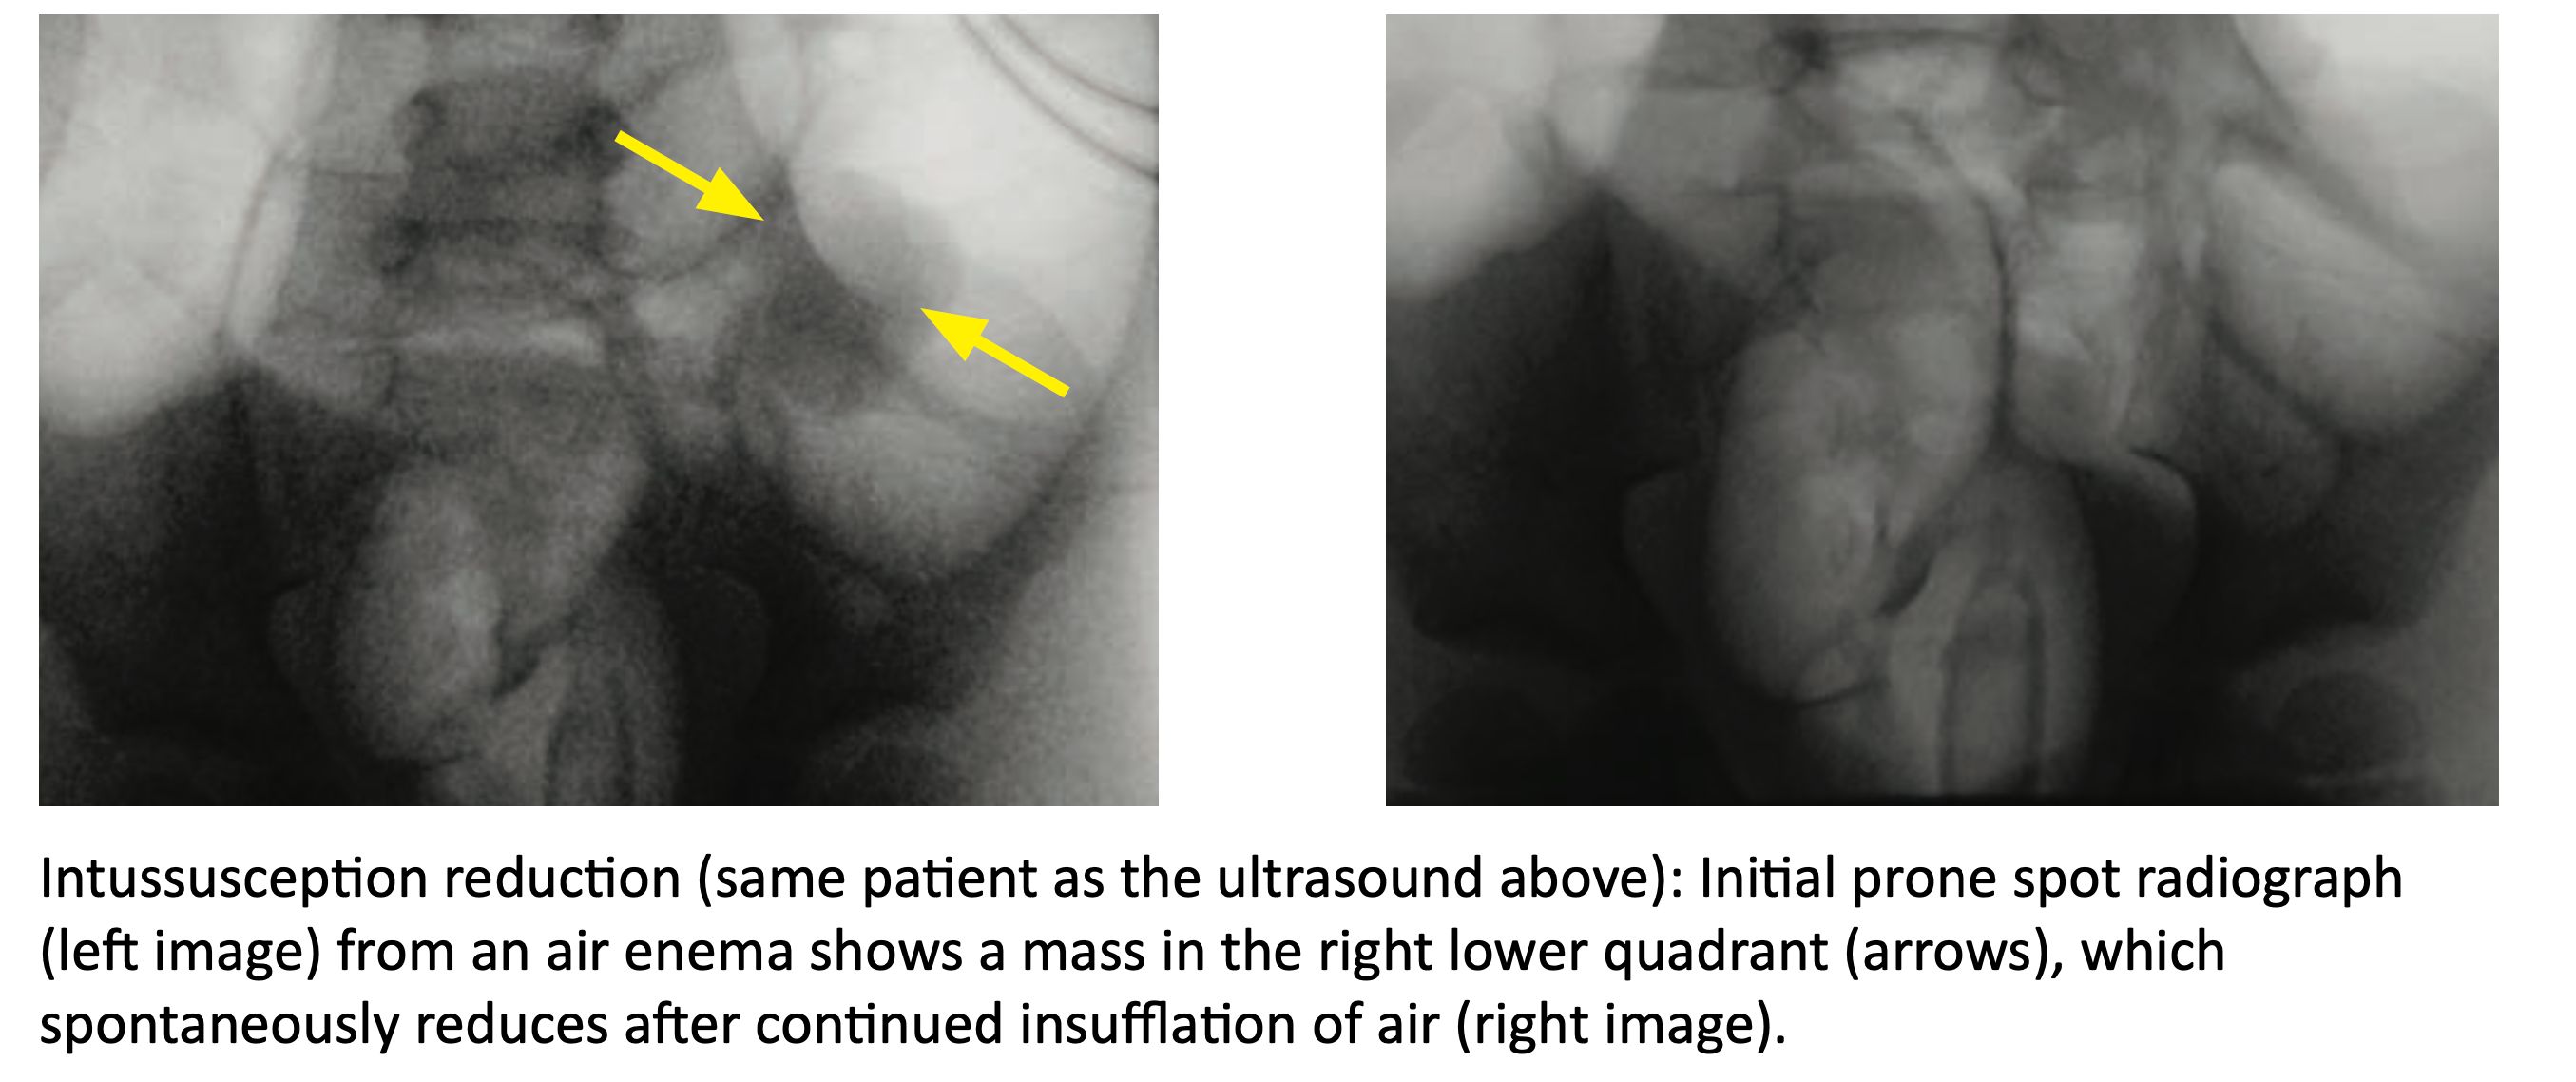 Intussusception reduction (same patient as the ultrasound above): Initial prone spot radiograph
(left image) from an air enema shows a mass in the right lower quadrant (arrows), which
spontaneously reduces after continued insufflation of air (right image).